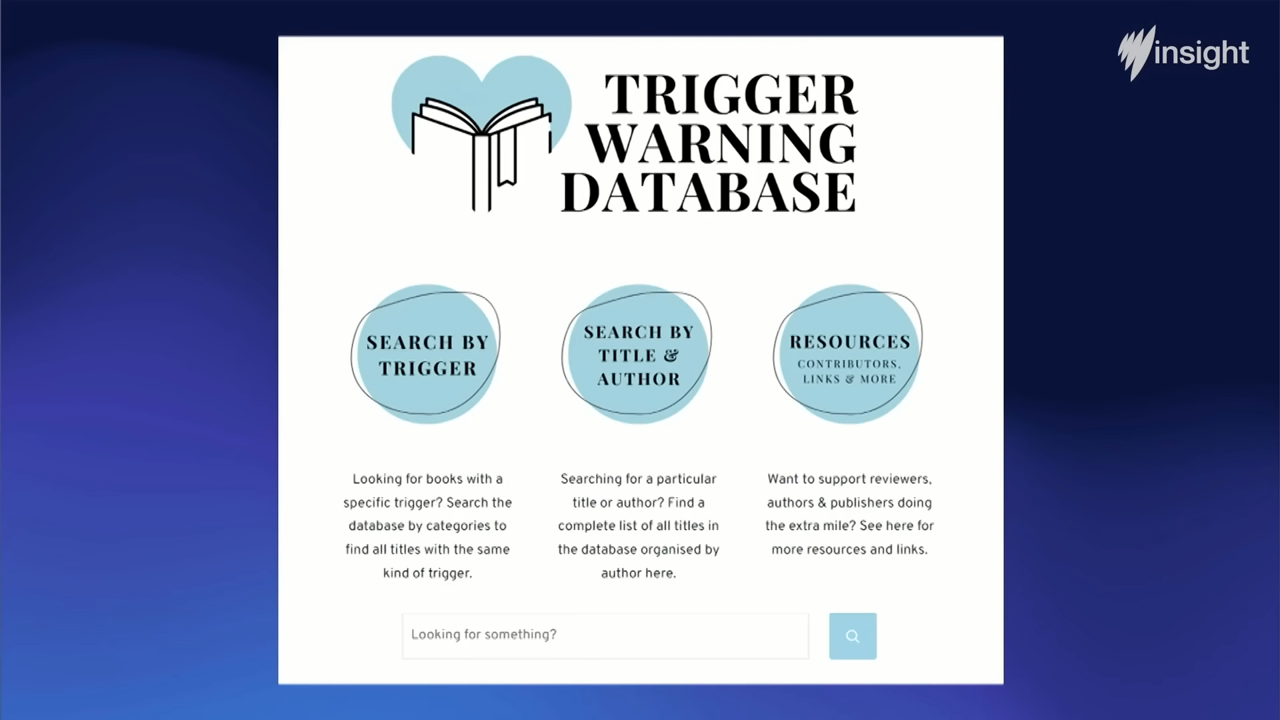 insight
TRIGGER
WARNING
DATABASE
SEARCH BY
TRIGGER
SEARCH BY
TITLE &
AUTHOR
RESOURCES
CONTRIBUTORS,
LINKS & MORE
Looking for books with a
specific trigger? Search the
database by categories to
find all titles with the same
kind of trigger.
Searching for a particular
title or author? Find a
complete list of all titles in
the database organised by
author here.
Want to support reviewers,
authors & publishers doing
the extra mile? See here for
more resources and links.
Looking for something?